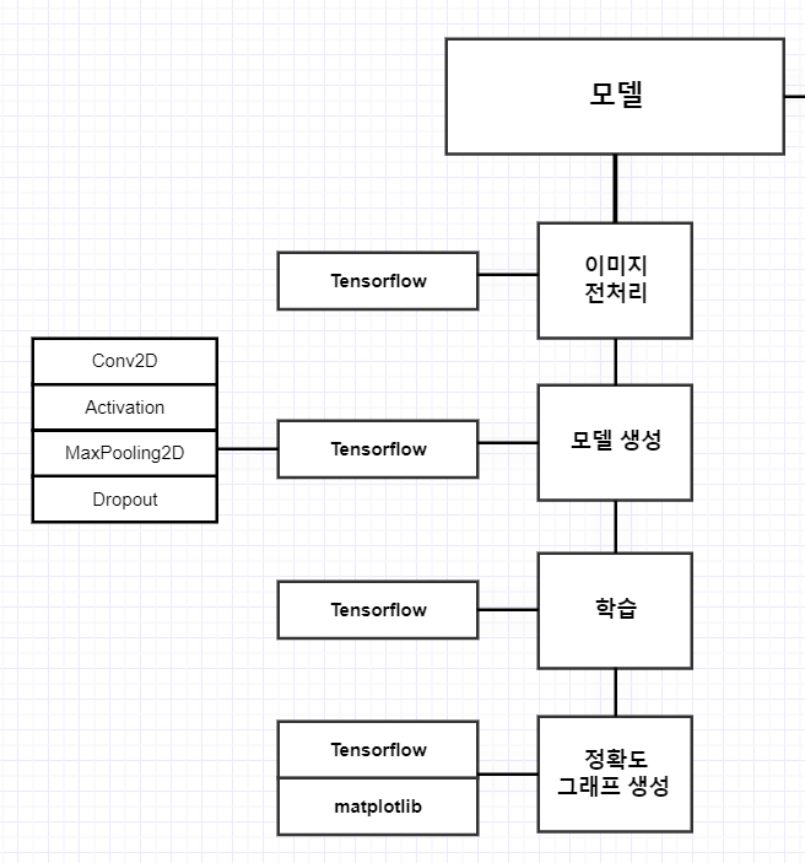 모델
이미지
전처리
Tensorflow
Conv2D
Activation
MaxPooling2D
Dropout
Tensorflow
모델 생성
Tensorflow
학습
Tensorflow
matplotlib
정확도
그래프 생성